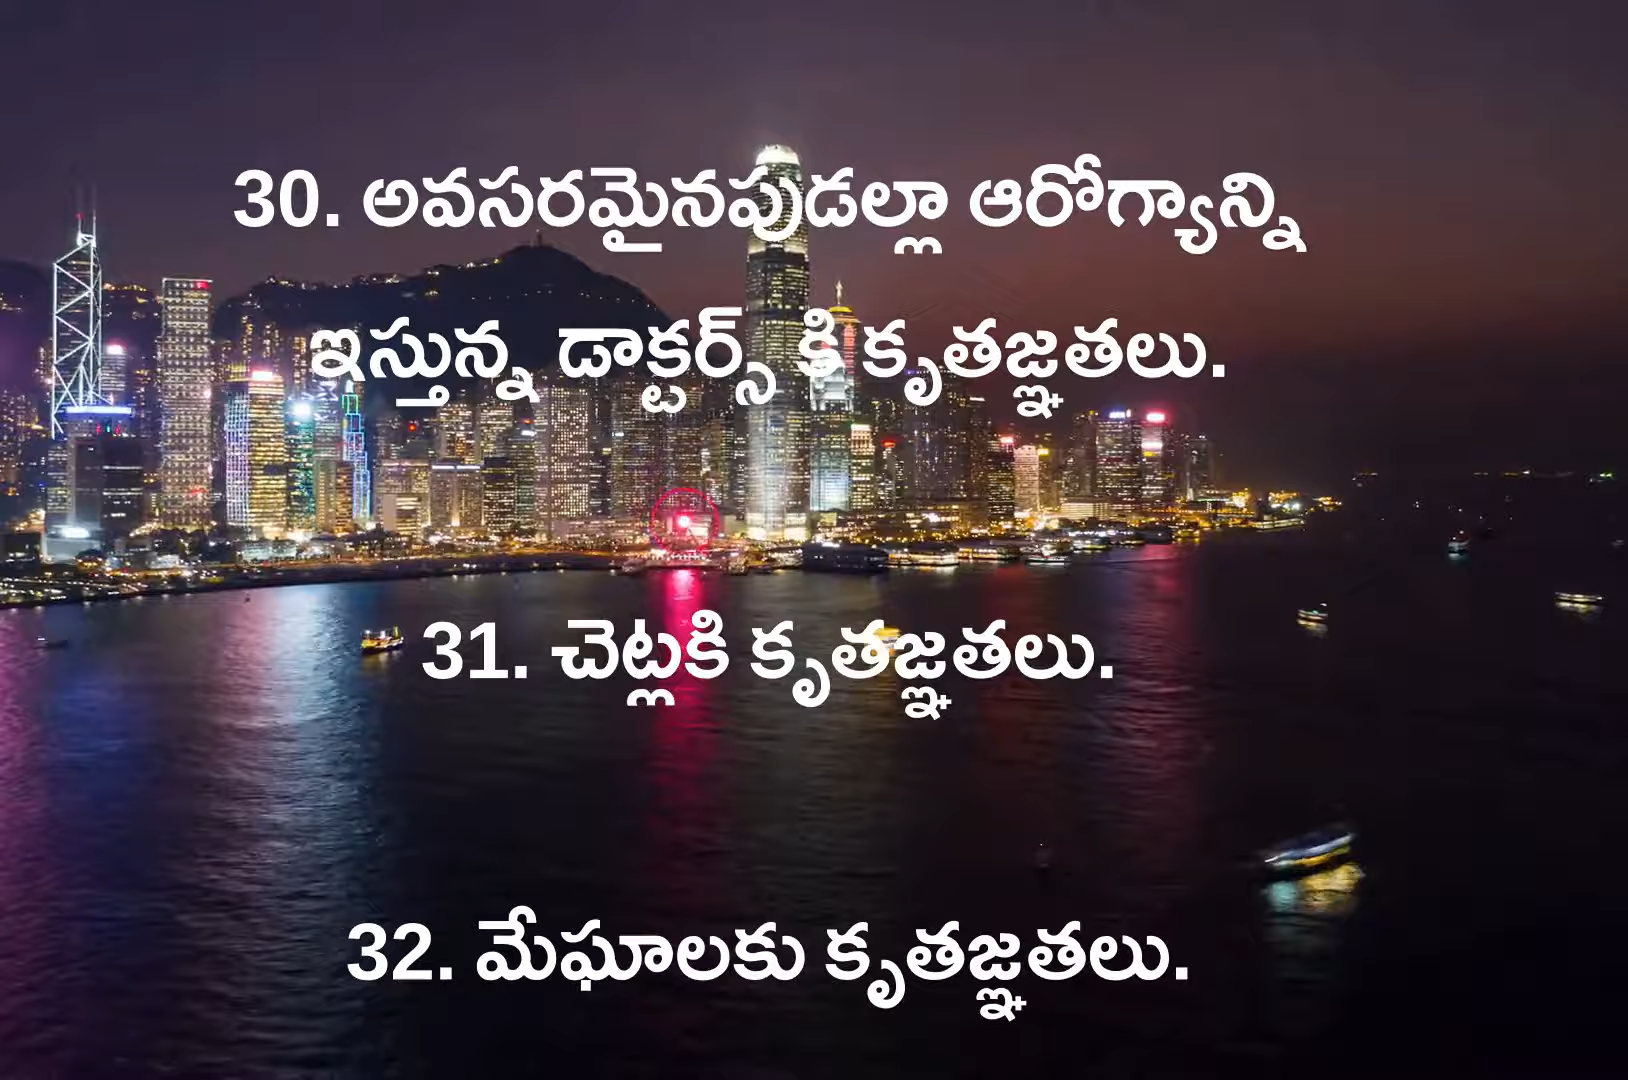 30. అవసరమైనపుడల్లా ఆరోగ్యాన్ని
ఇస్తున్న డాక్టర్స్ కి కృతజ్ఞతలు.
31. చెట్లకి కృతజ్ఞతలు.
32. మేఘాలకు కృతజ్ఞతలు.